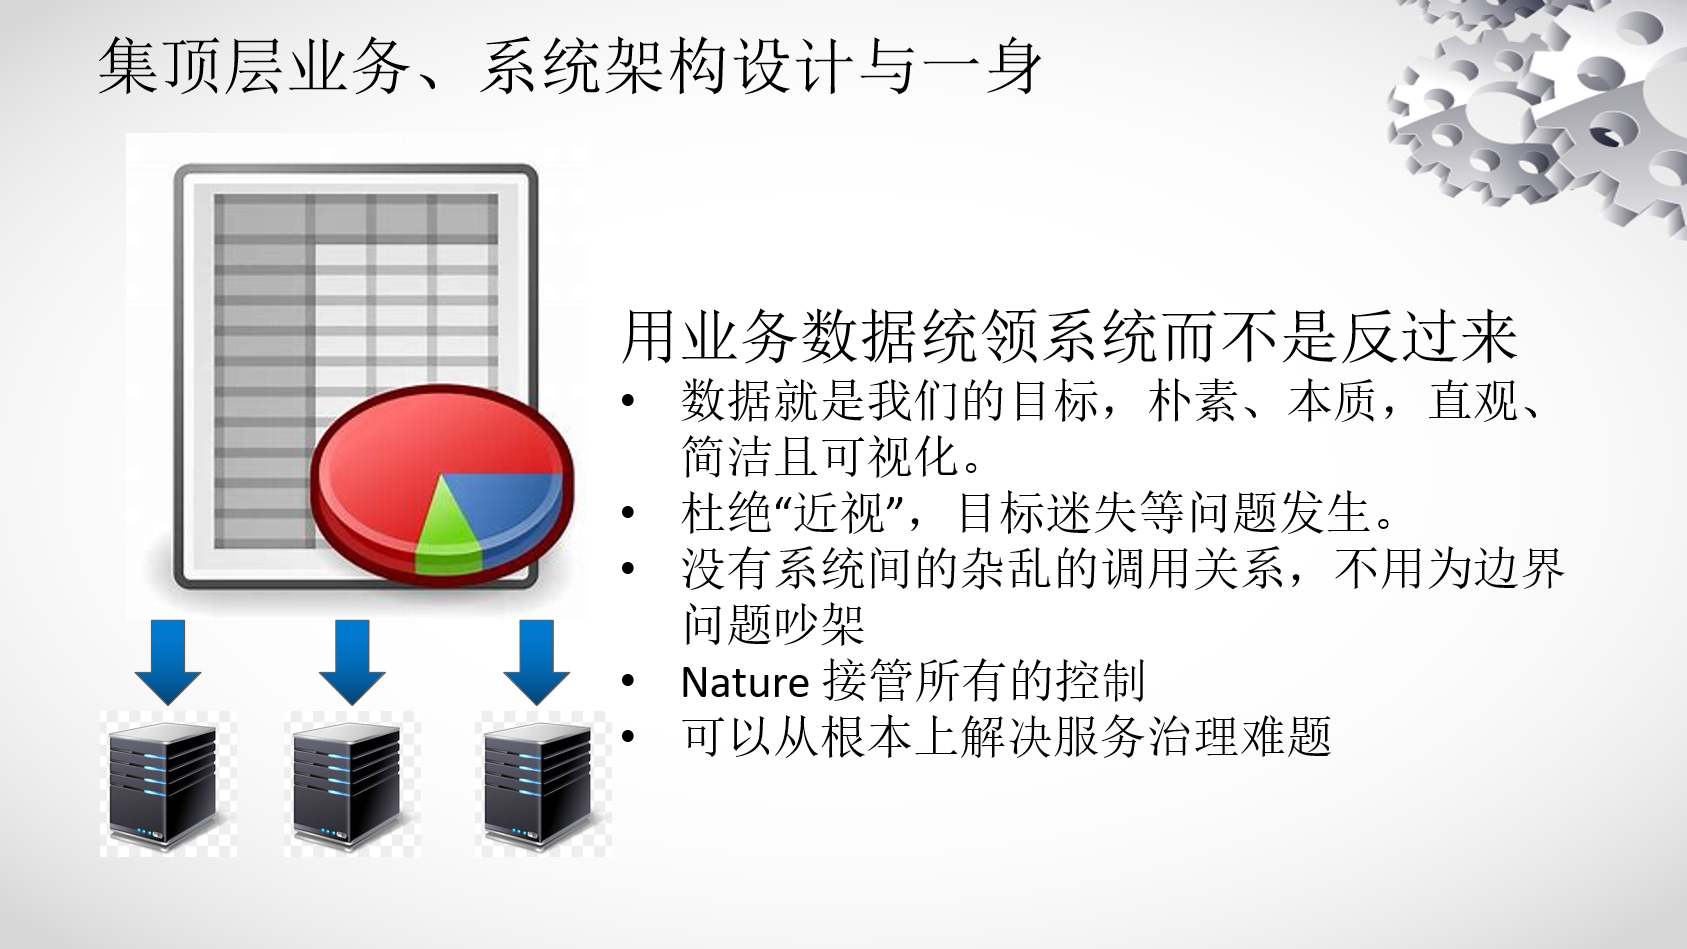 集顶层业务、系统架构设计与一身
用业务数据统领系统而不是反过来
• 数据就是我们的目标，朴素、本质，直观、
简洁且可视化。
• 杜绝“近视”，目标迷失等问题发生。
• 没有系统间的杂乱的调用关系，不用为边界
问题吵架
• Nature 接管所有的控制
• 可以从根本上解决服务治理难题